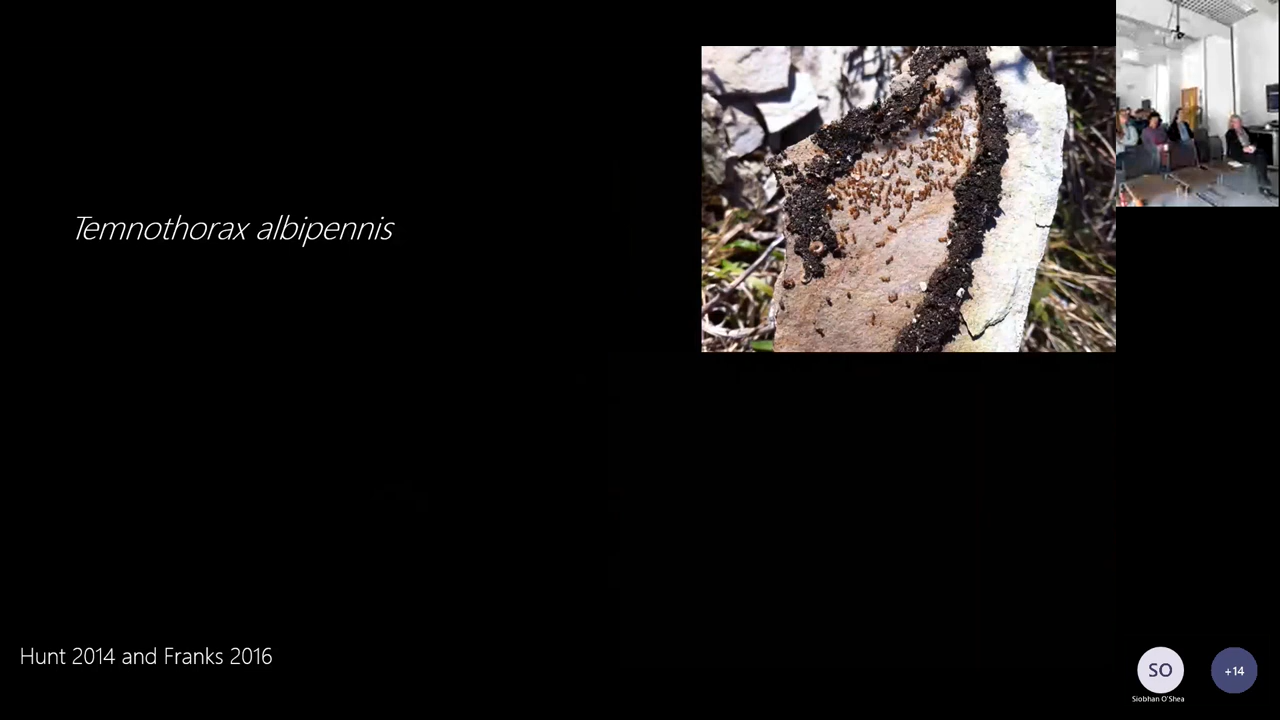 Temnothorax albipennis
Hunt 2014 and Franks 2016
SO
+14
Siobhan O'Shea